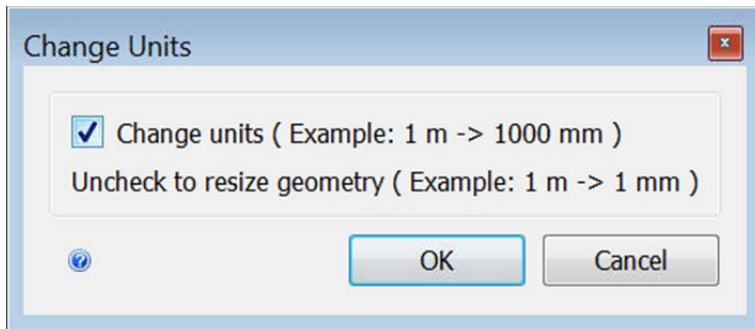 Change Units
Change units ( Example: 1 m -> 1000 mm )
Uncheck to resize geometry ( Example: 1 m -> 1 mm )
OK
Cancel